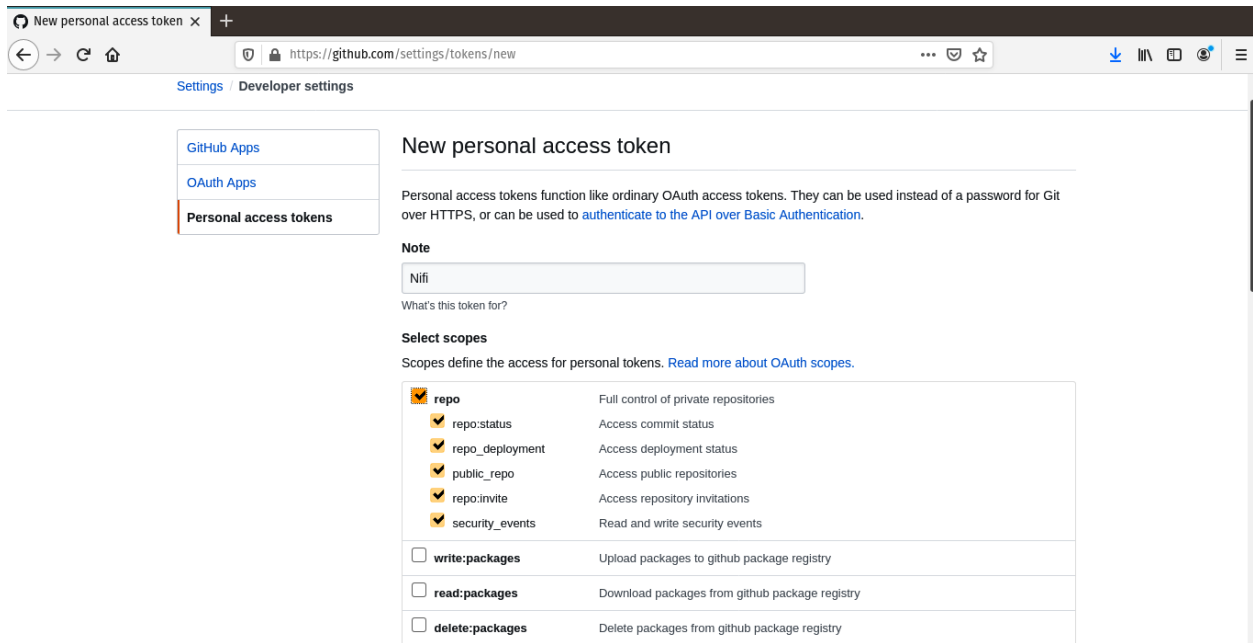 New personal access token
https://github.com/settings/tokens/new
Settings / Developer settings
GitHub Apps
OAuth Apps
Personal access tokens
New personal access token
Personal access tokens function like ordinary OAuth access tokens. They can be used instead of a password for Git
over HTTPS, or can be used to authenticate to the API over Basic Authentication.
Note
Nifi
What's this token for?
Select scopes
Scopes define the access for personal tokens. Read more about OAuth scopes.
repo Full control of private repositories
repo:status Access commit status
repo_deployment Access deployment status
public_repo Access public repositories
repo:invite Access repository invitations
security_events Read and write security events
write:packages Upload packages to github package registry
read:packages Download packages from github package registry
delete:packages Delete packages from github package registry